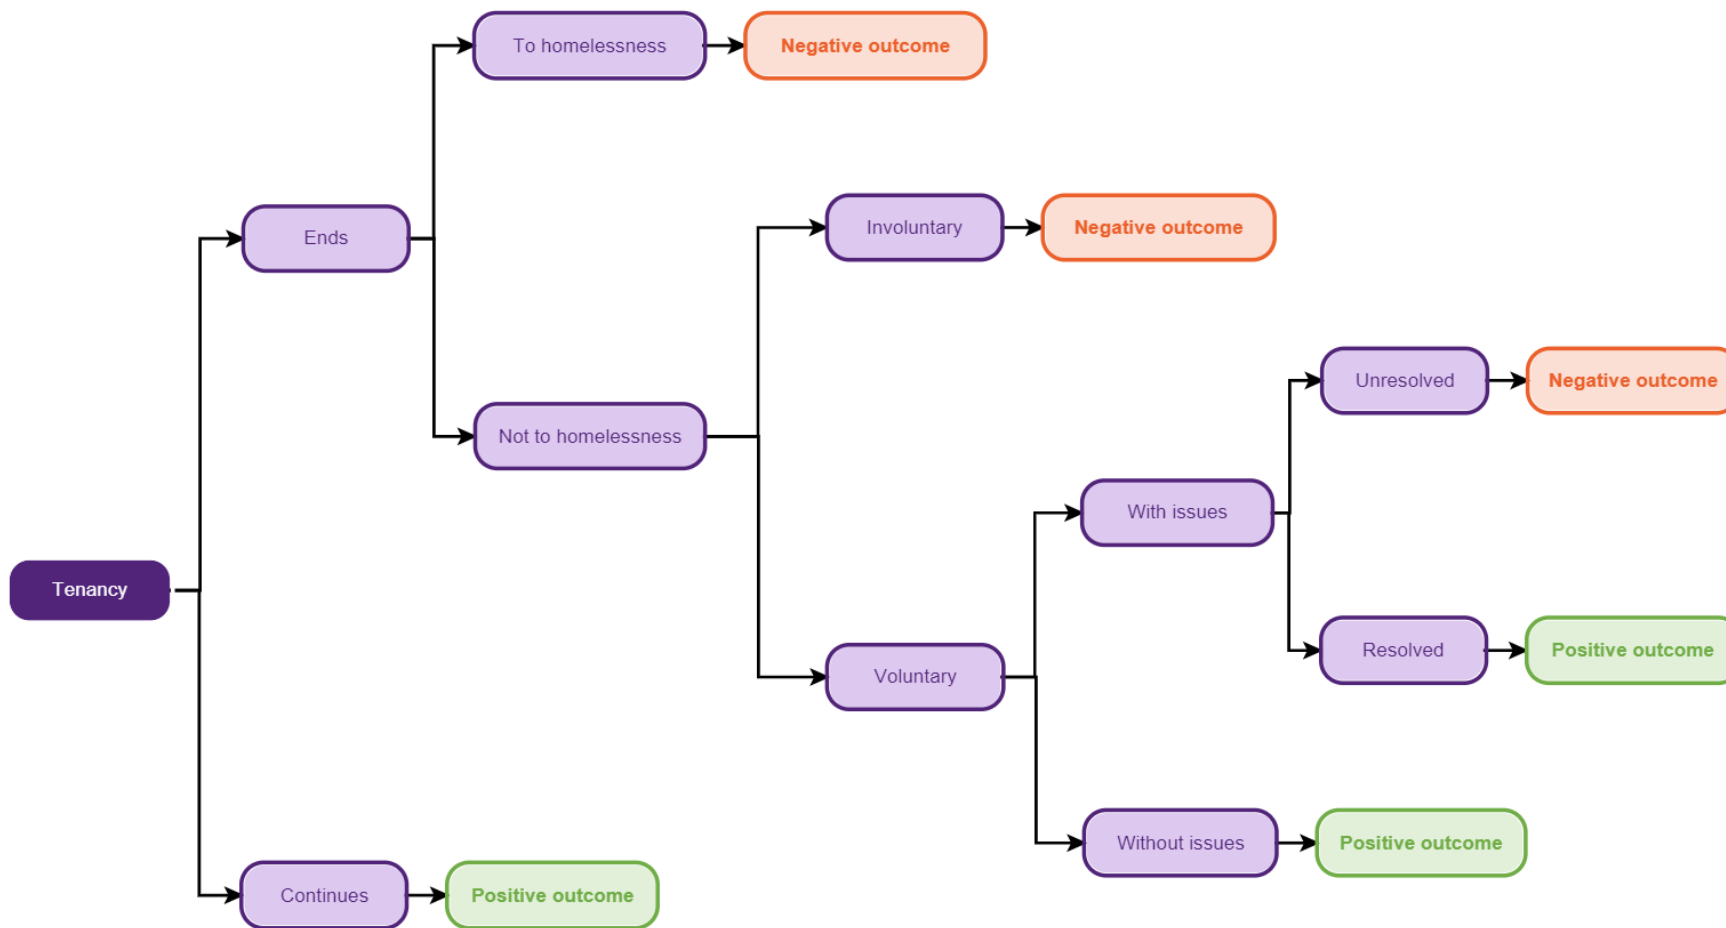 To homelessness
Negative outcome
Ends
Involuntary
Negative outcome
Not to homelessness
Unresolved
Negative outcome
With issues
Tenancy
Voluntary
Resolved
Positive outcome
Without issues
Positive outcome
Continues
Positive outcome